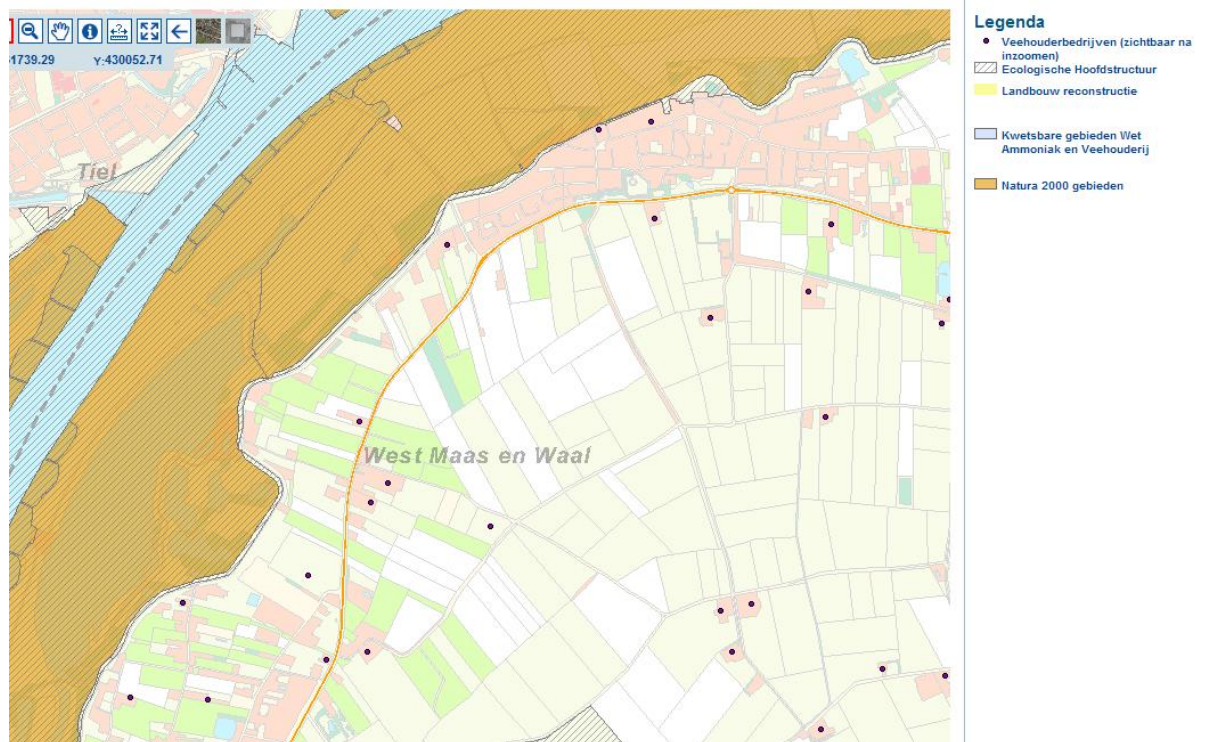 1739.29 Y:430052.71
Tiel
West Maas en Waal
Legenda
Veehouderbedrijven (zichtbaar na
inzoomen)
Ecologische Hoofdstructuur
Landbouw reconstructie
Kwetsbare gebieden Wet
Ammoniak en Veehouderij
Natura 2000 gebieden